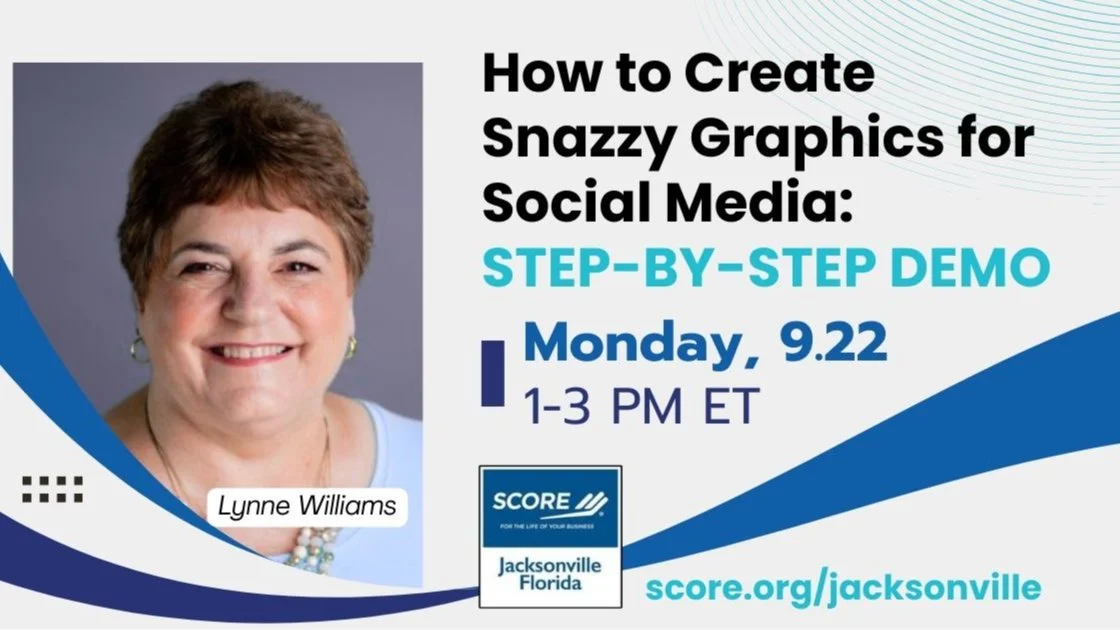 How to Create
Snazzy Graphics for
Social Media:
STEP-BY-STEP DEMO
Monday, 9.22
1-3 PM ET
Lynne Williams
SCORE
FOR THE LIFE OF YOUR BUSINESS
Jacksonville
Florida
score.org/jacksonville